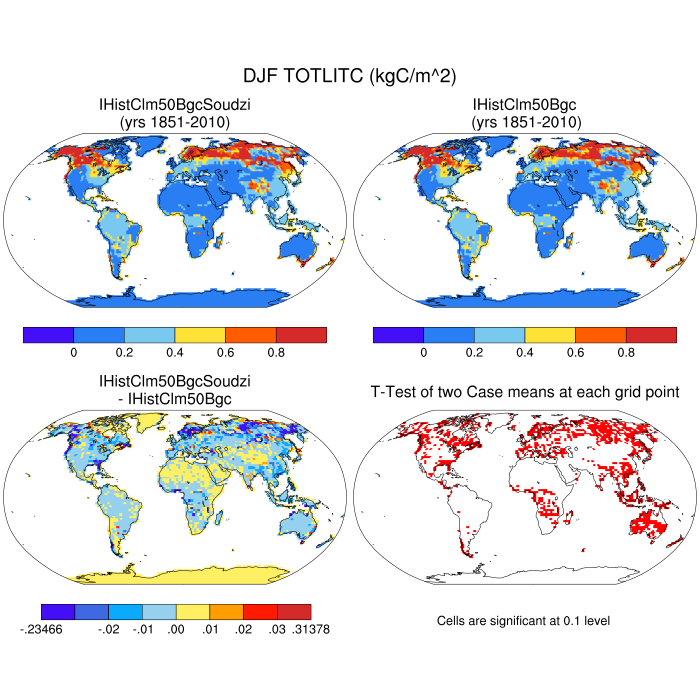 DJF TOTLITC (kgC/m^2)
IHistClm50BgcSoudzi
(yrs 1851-2010)
IHistClm50Bgc
(yrs 1851-2010)
0 0.2 0.4 0.6 0.8
0 0.2 0.4 0.6 0.8
IHistClm50BgcSoudzi
- IHistClm50Bgc
T-Test of two Case means at each grid point
-.23466 -.02 -.01 .00 .01 .02 .03 .31378
Cells are significant at 0.1 level